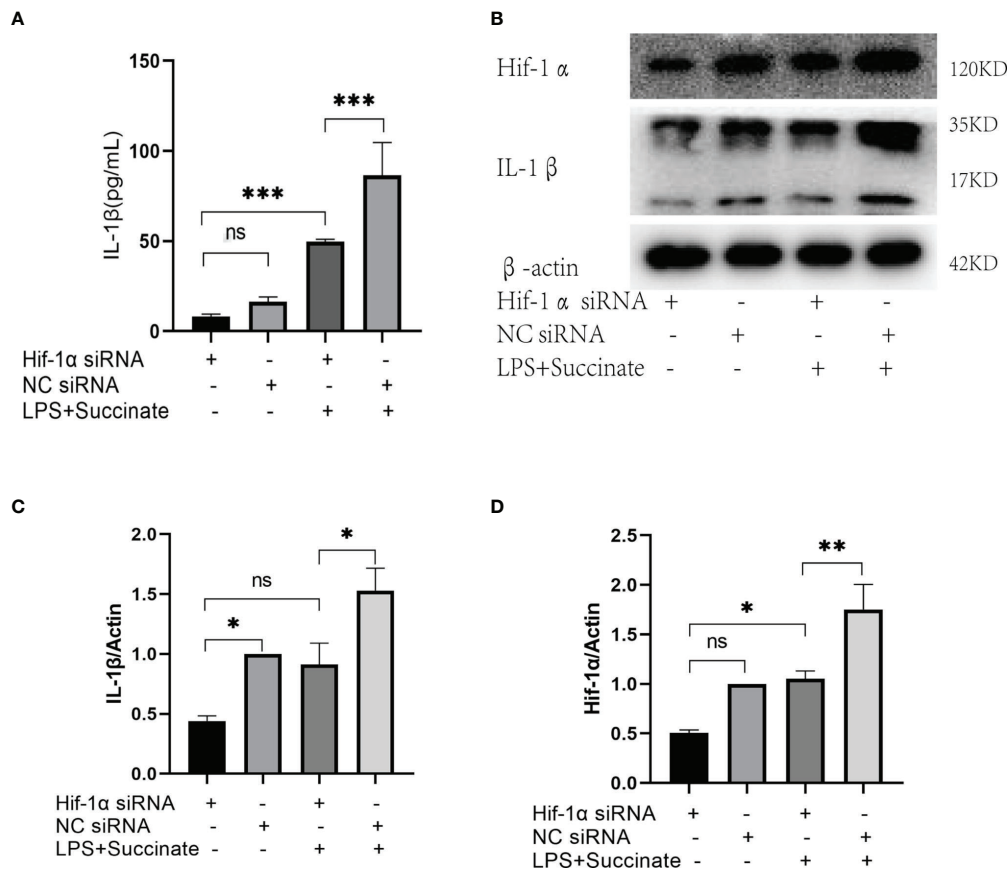 A
IL-1β(pg/mL)
150
100
50
0
***
***
ns
Hif-1α siRNA + - + -
NC siRNA - + - +
LPS+Succinate - - + +
B
Hif-1 α 120KD
35KD
IL-1 β 17KD
β -actin 42KD
Hif-1 α siRNA + - + -
NC siRNA - + - +
LPS+Succinate - - + +
C
IL-1β/Actin
2.0
1.5
1.0
0.5
0.0
*
ns
*
Hif-1α siRNA + - + -
NC siRNA - + - +
LPS+Succinate - - + +
D
Hif-1α/Actin
2.5
2.0
1.5
1.0
0.5
0.0
**
*
ns
Hif-1α siRNA + - + -
NC siRNA - + - +
LPS+Succinate - - + +